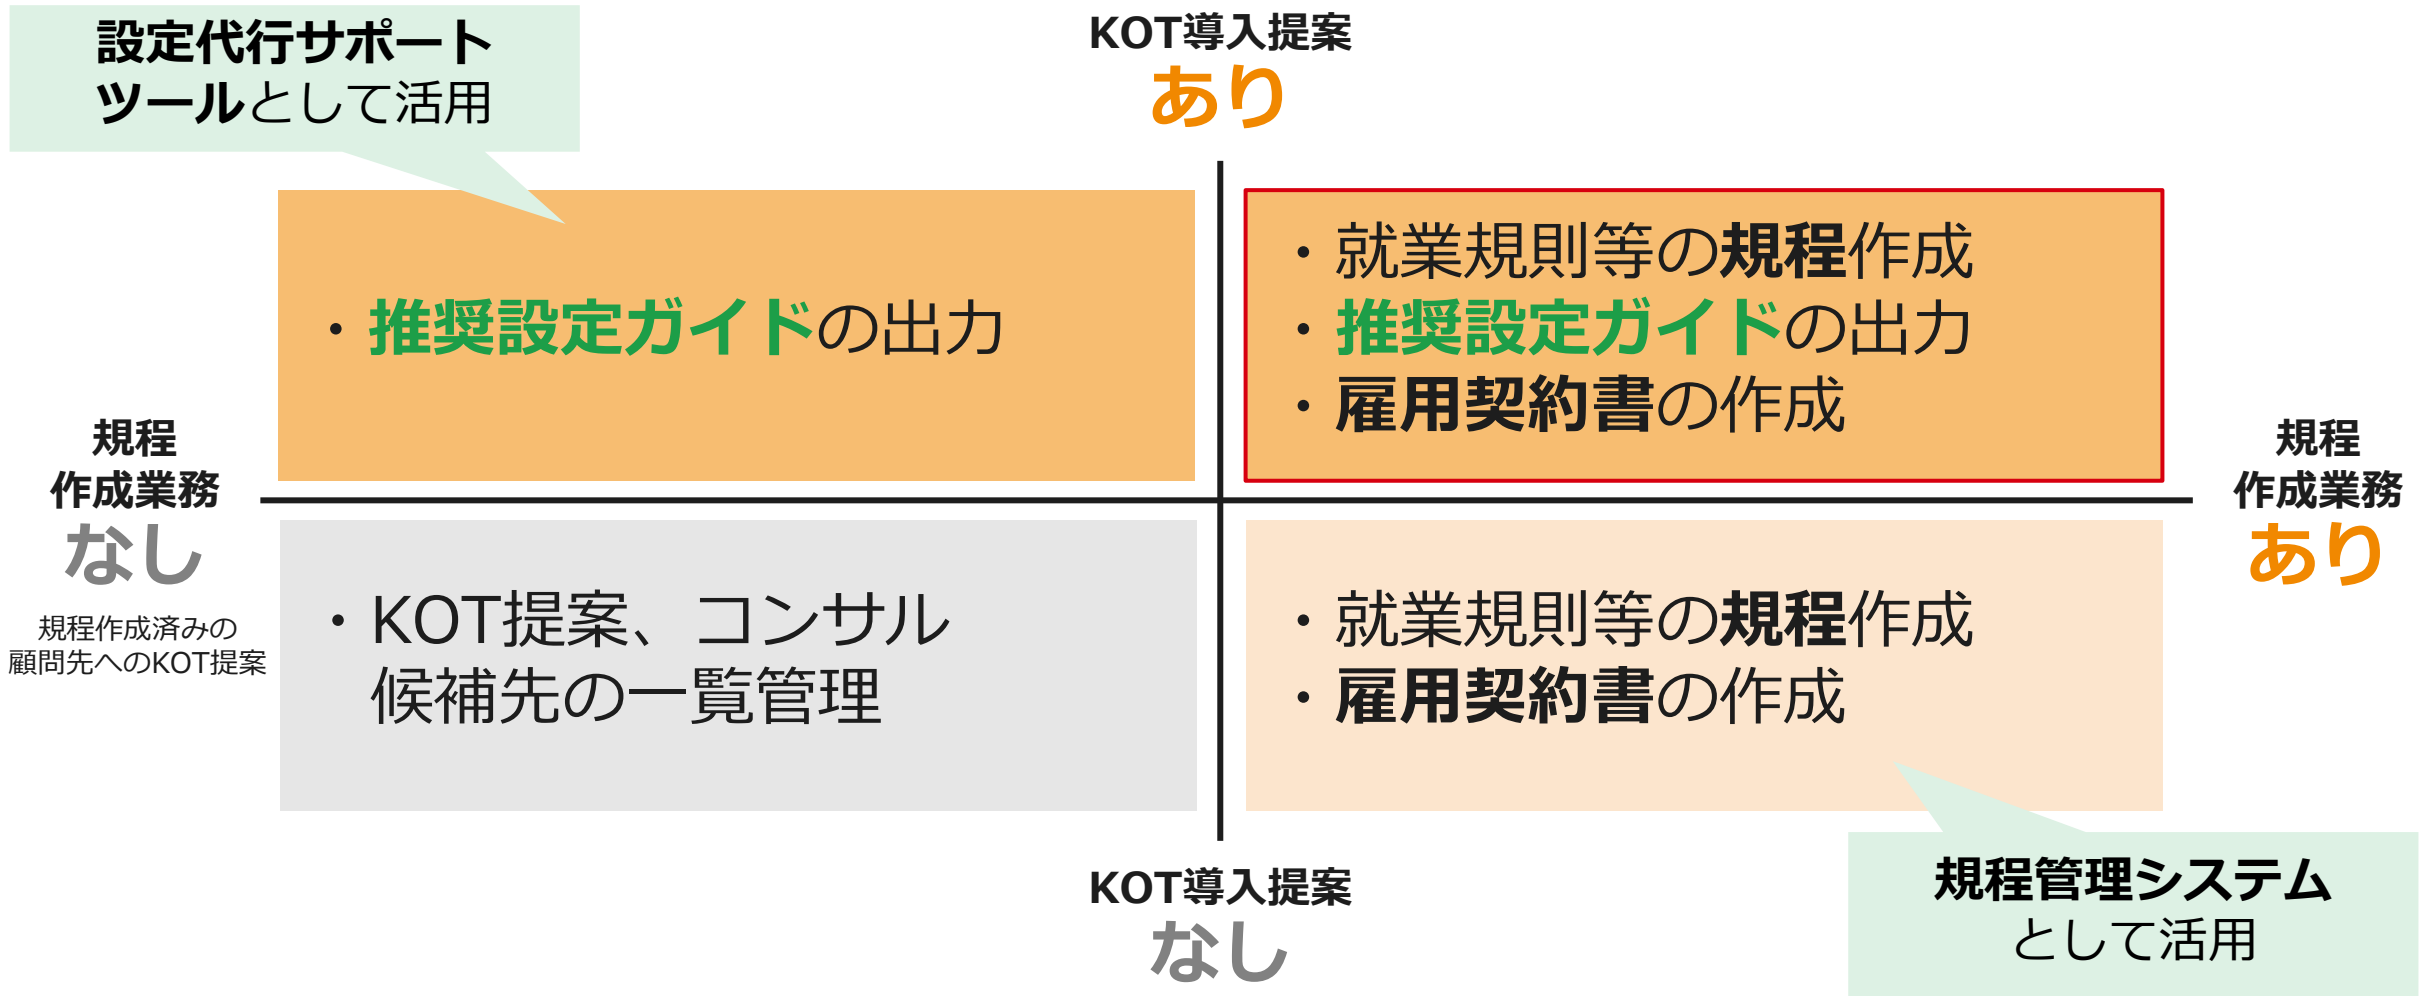 設定代行サポート
ツールとして活用
KOT導入提案
あり
・推奨設定ガイドの出力
・就業規則等の規程作成
・推奨設定ガイドの出力
・雇用契約書の作成
規程
作成業務
なし
規程作成済みの
顧問先へのKOT提案
規程
作成業務
あり
・KOT提案、コンサル
候補先の一覧管理
・就業規則等の規程作成
・雇用契約書の作成
KOT導入提案
なし
規程管理システム
として活用